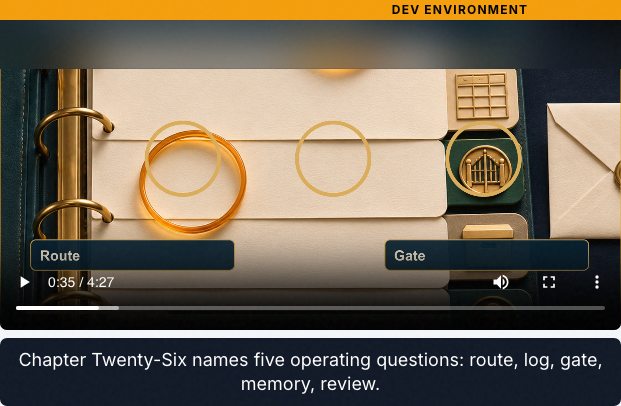 DEV ENVIRONMENT
Route
Gate
0:35 / 4:27
Chapter Twenty-Six names five operating questions: route, log, gate,
memory, review.